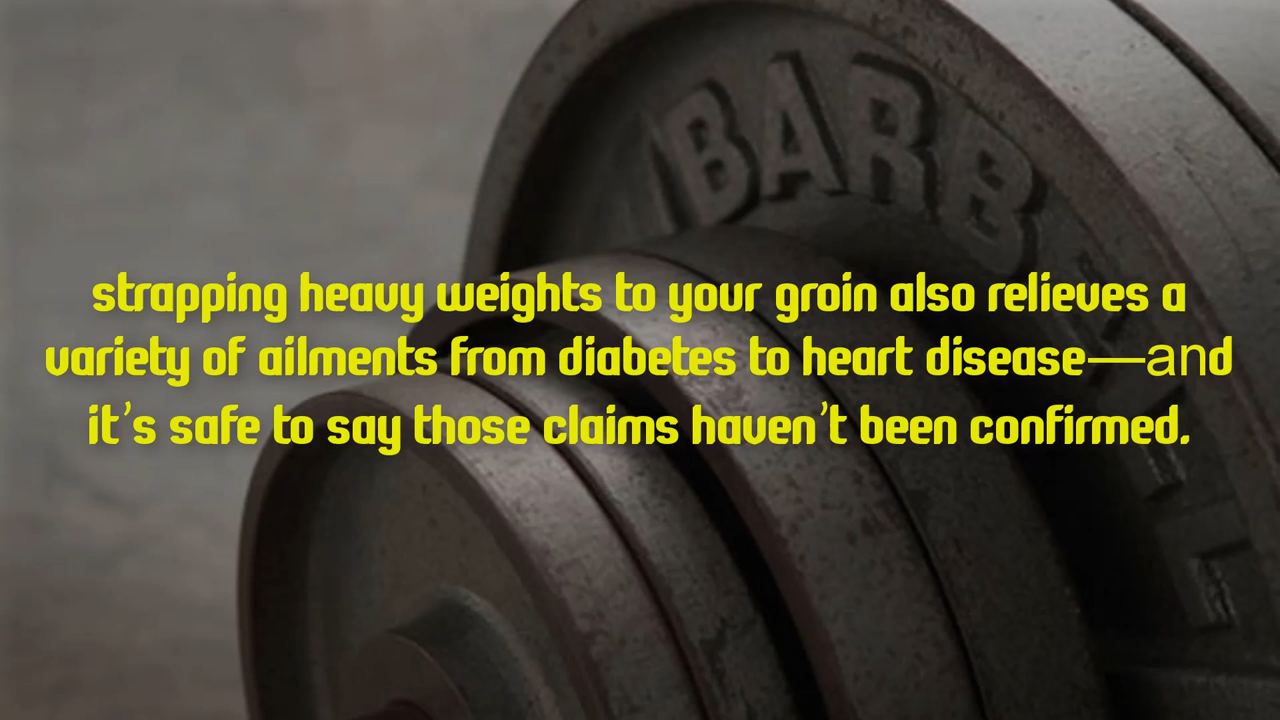 BARBELL
strapping heavy weights to your groin also relieves a
variety of ailments from diabetes to heart disease—and
it’s safe to say those claims haven’t been confirmed.